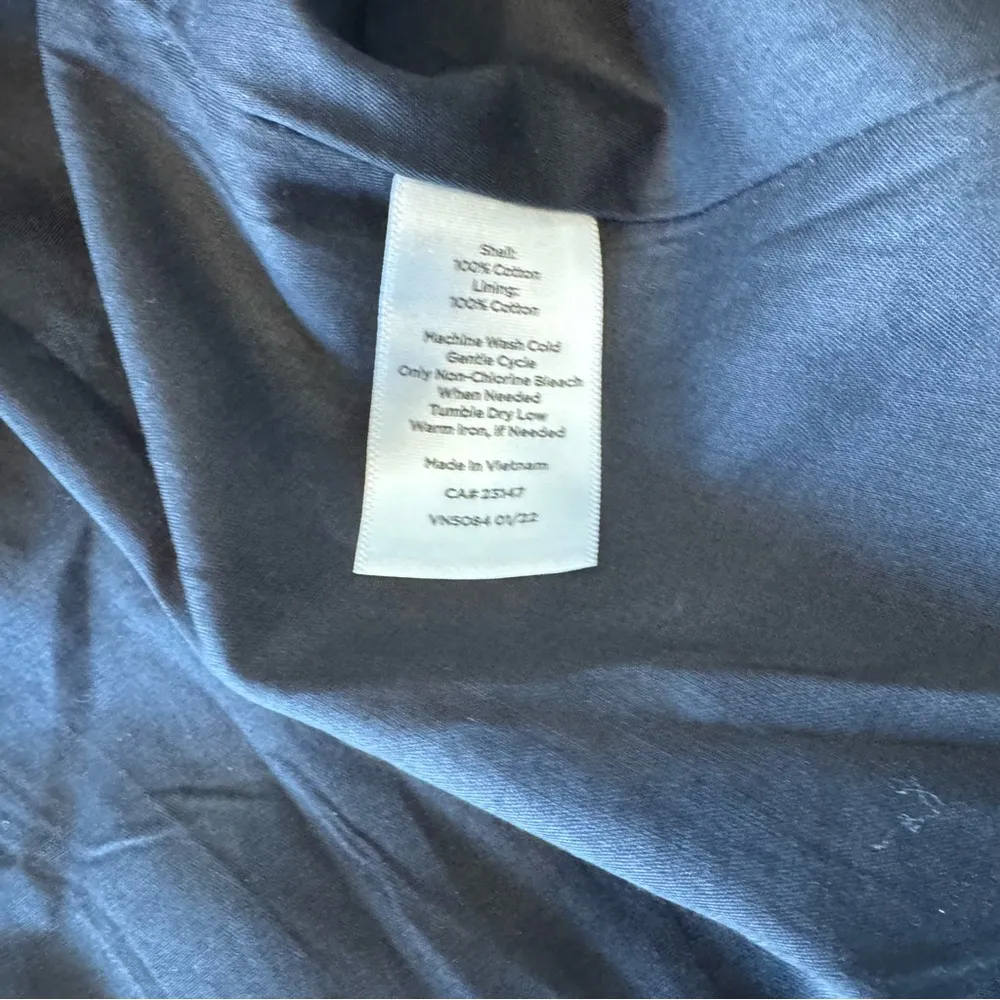 Shell:
100% Cotton
Lining:
100% Cotton
Machine Wash Cold
Gentle Cycle
Only Non-Chlorine Bleach
When Needed
Tumble Dry Low
Warm Iron, If Needed
Made In Vietnam
CA# 23147
VN5084 01/22